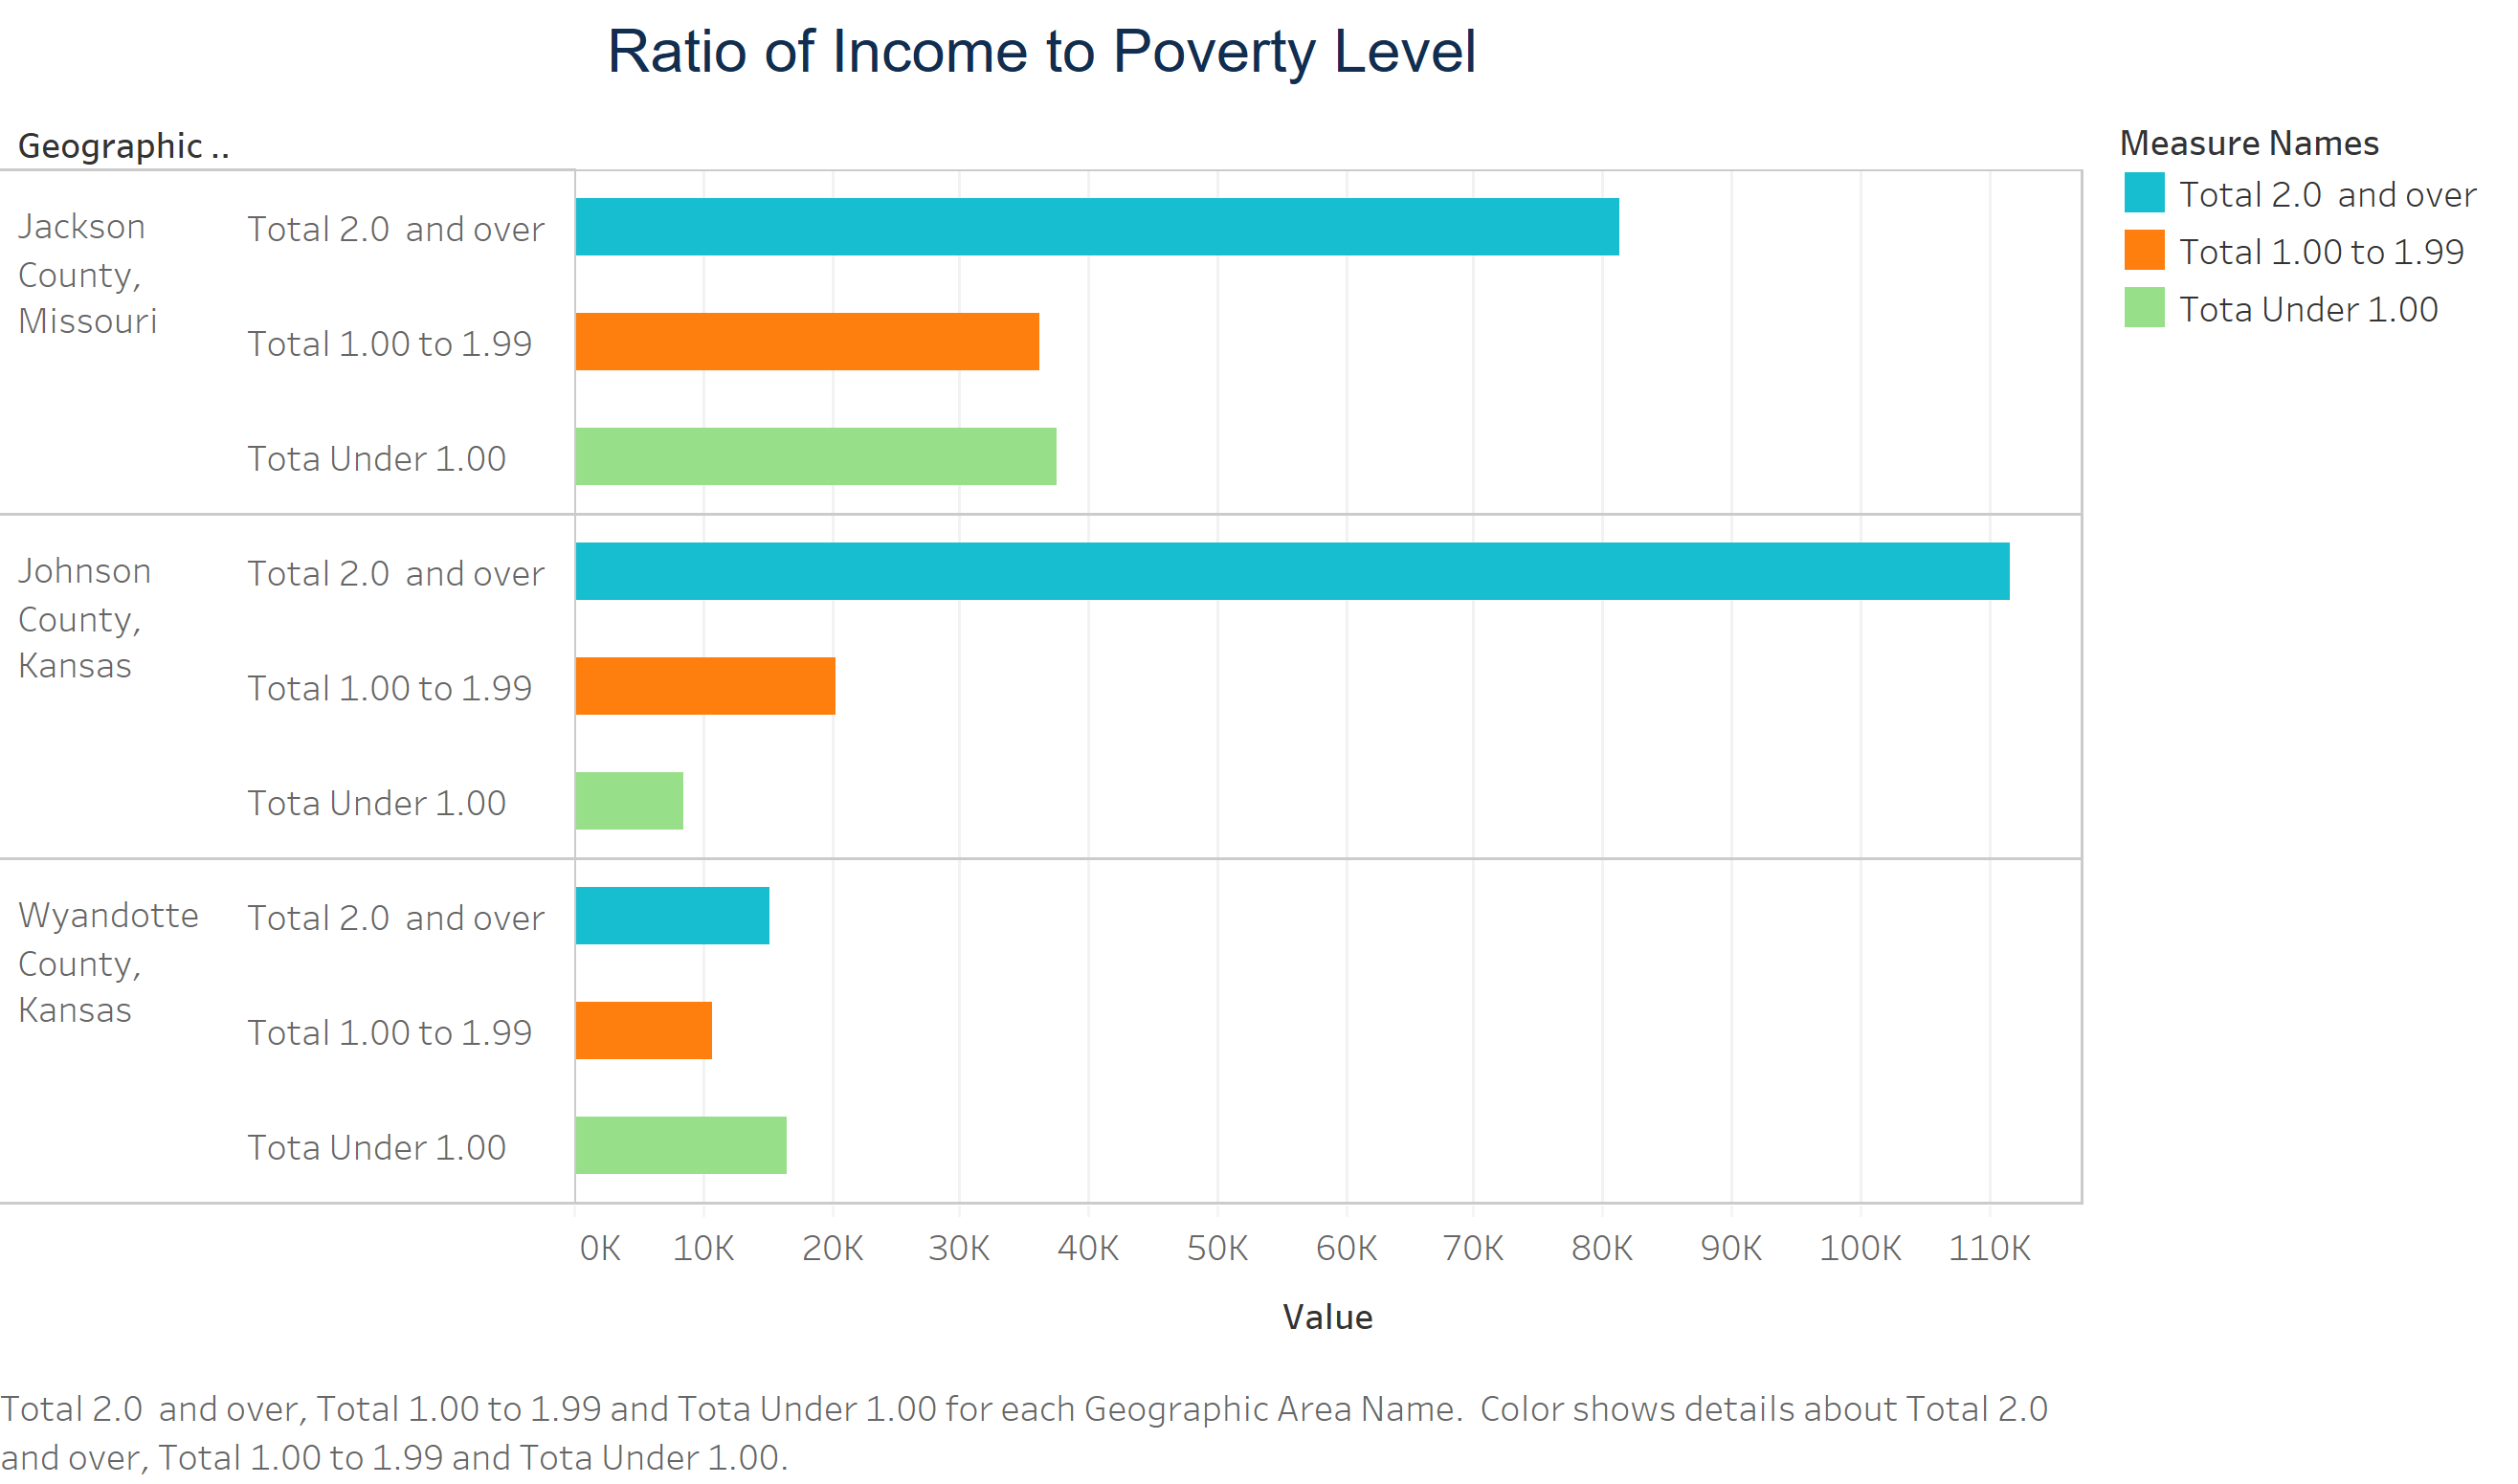 Ratio of Income to Poverty Level
Geographic ..
Measure Names
Total 2.0  and over
Total 1.00 to 1.99
Tota Under 1.00
Jackson
County,
Missouri
Total 2.0  and over
Total 1.00 to 1.99
Tota Under 1.00
Johnson
County,
Kansas
Total 2.0  and over
Total 1.00 to 1.99
Tota Under 1.00
Wyandotte
County,
Kansas
Total 2.0  and over
Total 1.00 to 1.99
Tota Under 1.00
0K 10K 20K 30K 40K 50K 60K 70K 80K 90K 100K 110K
Value
Total 2.0  and over, Total 1.00 to 1.99 and Tota Under 1.00 for each Geographic Area Name.  Color shows details about Total 2.0
and over, Total 1.00 to 1.99 and Tota Under 1.00.